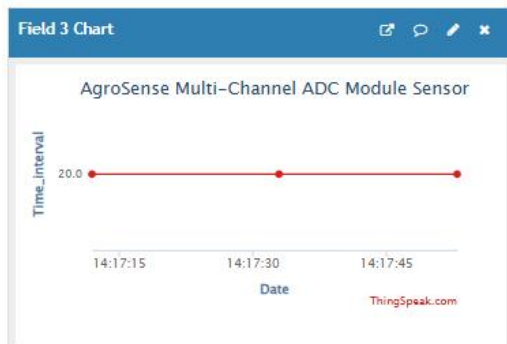 Field 3 Chart
AgroSense Multi-Channel ADC Module Sensor
Time_interval
20.0
14:17:15 14:17:30 14:17:45
Date
ThingSpeak.com